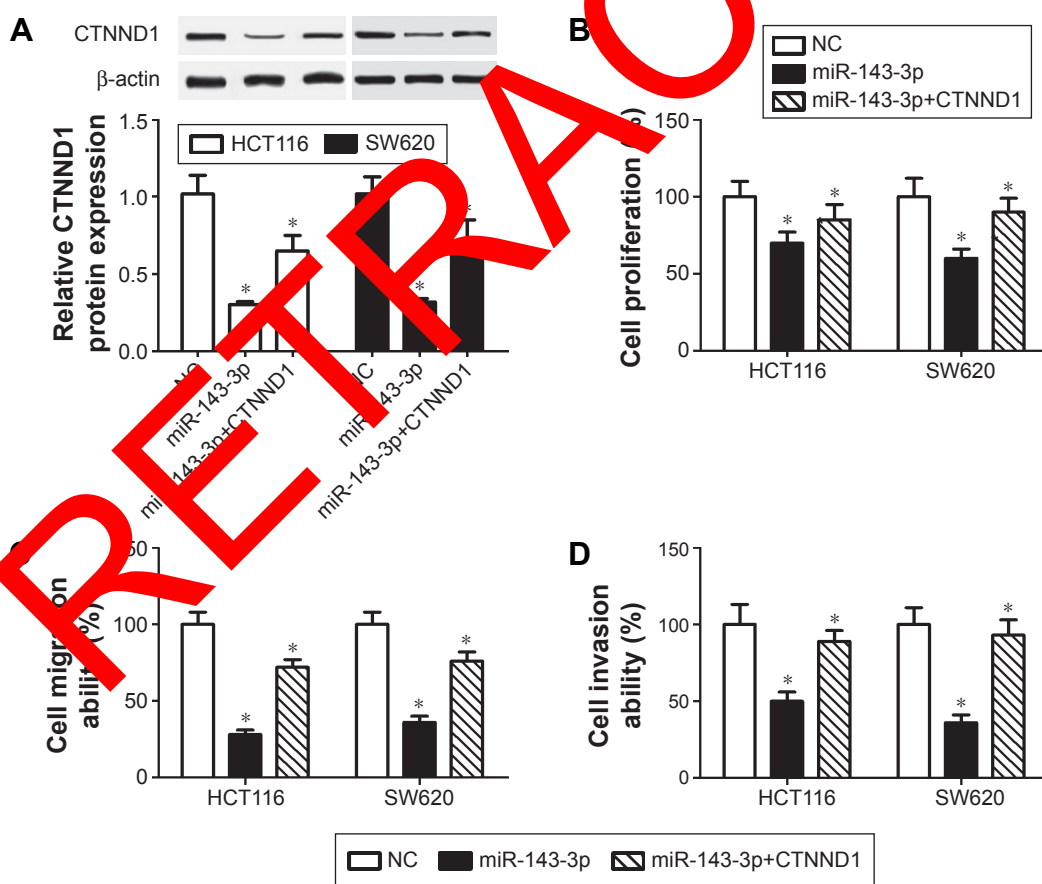 A
CTNND1
β-actin
Relative CTNND1
protein expression
1.5
1.0
0.5
0.0
HCT116 SW620
* * * *
miR-143-3p
miR-143-3p+CTNND1
B
NC
miR-143-3p
miR-143-3p+CTNND1
Cell proliferation
150
100
50
0
* * * *
HCT116 SW620
Cell migration
ability (%)
100
50
0
* * * *
HCT116 SW620
D
Cell invasion
ability (%)
150
100
50
0
* * * *
HCT116 SW620
NC miR-143-3p miR-143-3p+CTNND1